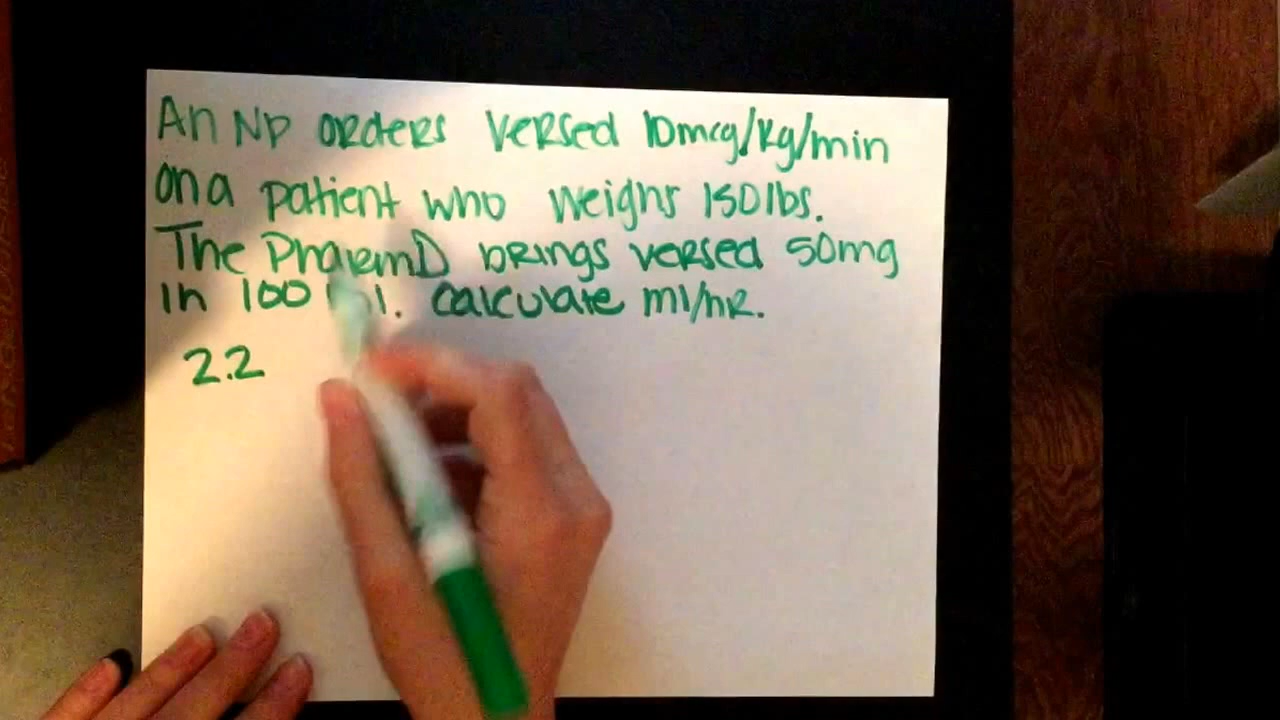 An NP orders Versed 10mcg/kg/min
on a patient who weighs 150lbs.
The PharmD brings versed 50mg
in 100 ml. calculate ml/hr.
2.2